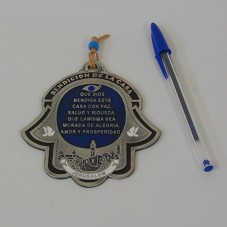 BENDICION DE LA CASA
QUE DIOS
BENDIGA ESTA
CASA CON PAZ,
SALUD Y RIQUEZA,
QUE LA MISMA SEA
MORADA DE ALEGRIA,
AMOR Y PROSPERIDAD
JERUSALEM